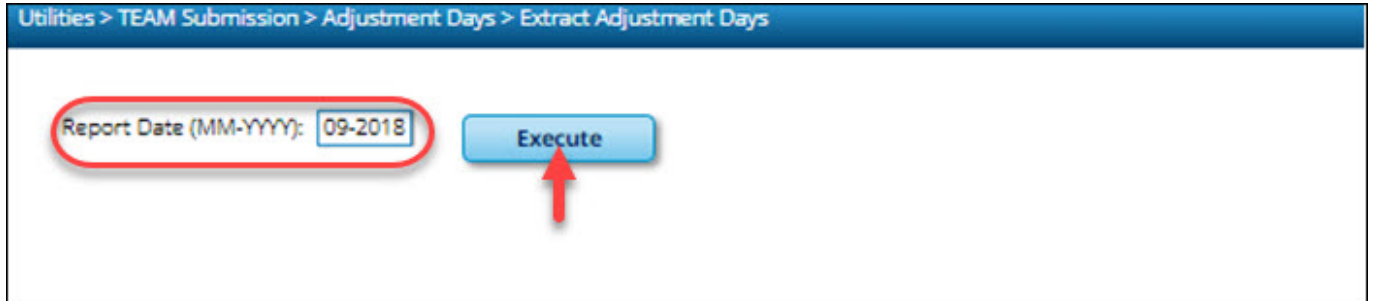 Utilities > TEAM Submission > Adjustment Days > Extract Adjustment Days
Report Date (MM-YYYY): 09-2018 Execute